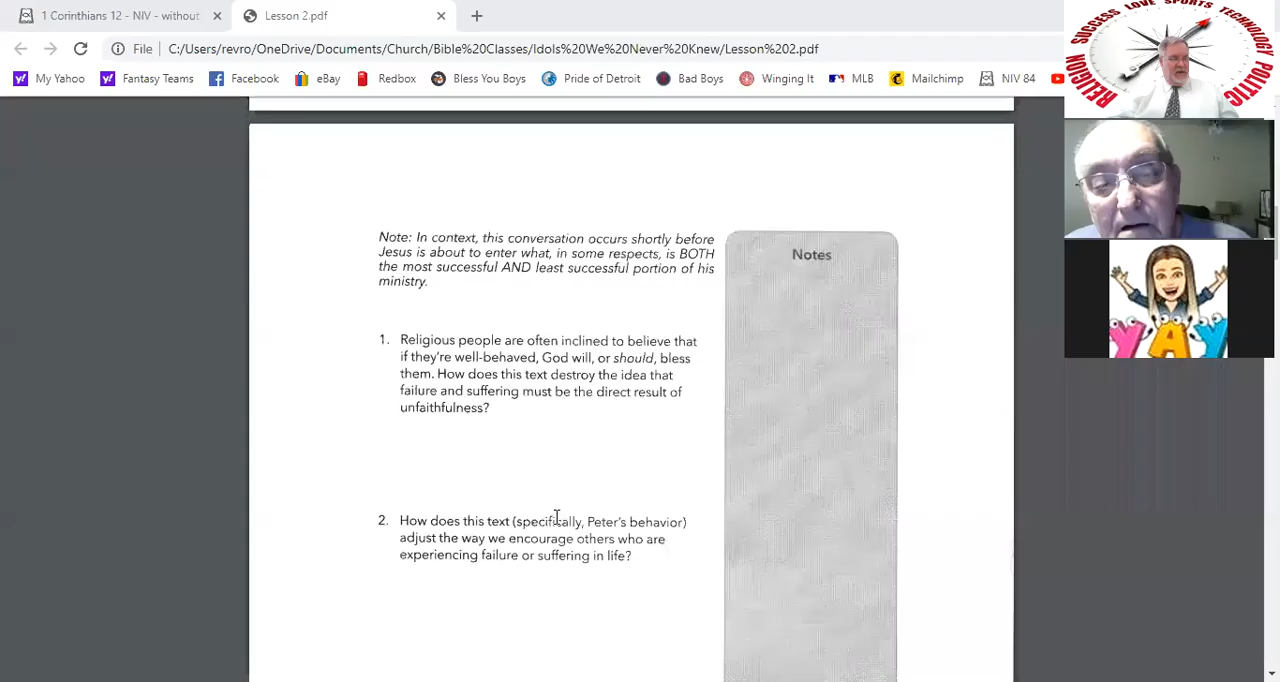 1 Corinthians 12 - NIV - without
Lesson 2.pdf
File
C:/Users/revro/OneDrive/Documents/Church/Bible%20Classes/Idols%20We%20Never%20Knew/Lesson%202.pdf
My Yahoo
Fantasy Teams
Facebook
eBay
Redbox
Bless You Boys
Pride of Detroit
Bad Boys
Winging It
MLB
Mailchimp
NIV 84
RELIGION SUCCESS LOVE SPORTS TECHNOLOGY POLITIC
YAY
Note: In context, this conversation occurs shortly before
Jesus is about to enter what, in some respects, is BOTH
the most successful AND least successful portion of his
ministry.
Notes
1. Religious people are often inclined to believe that
if they're well-behaved, God will, or should, bless
them. How does this text destroy the idea that
failure and suffering must be the direct result of
unfaithfulness?
2. How does this text (specifically, Peter's behavior)
adjust the way we encourage others who are
experiencing failure or suffering in life?